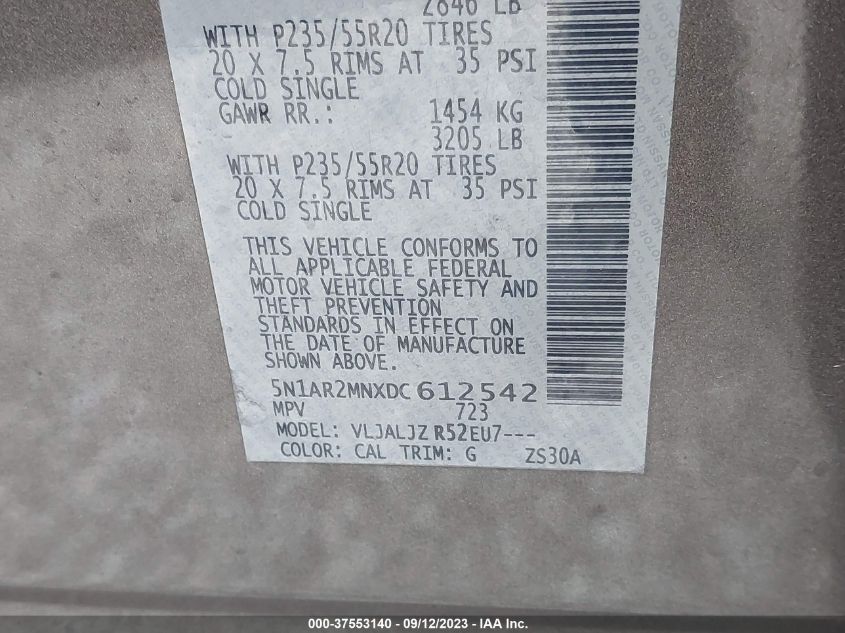 2846 LB
WITH P235/55R20 TIRES
20 X 7.5 RIMS AT 35 PSI
COLD SINGLE
GAWR RR.: 1454 KG
3205 LB
WITH P235/55R20 TIRES
20 X 7.5 RIMS AT 35 PSI
COLD SINGLE
THIS VEHICLE CONFORMS TO
ALL APPLICABLE FEDERAL
MOTOR VEHICLE SAFETY AND
THEFT PREVENTION
STANDARDS IN EFFECT ON
THE DATE OF MANUFACTURE
SHOWN ABOVE.
5N1AR2MNXDC 612542
MPV 723
MODEL: VLJALJZ R52EU7---
COLOR: CAL TRIM: G ZS30A
000-37553140 - 09/12/2023 - IAA Inc.